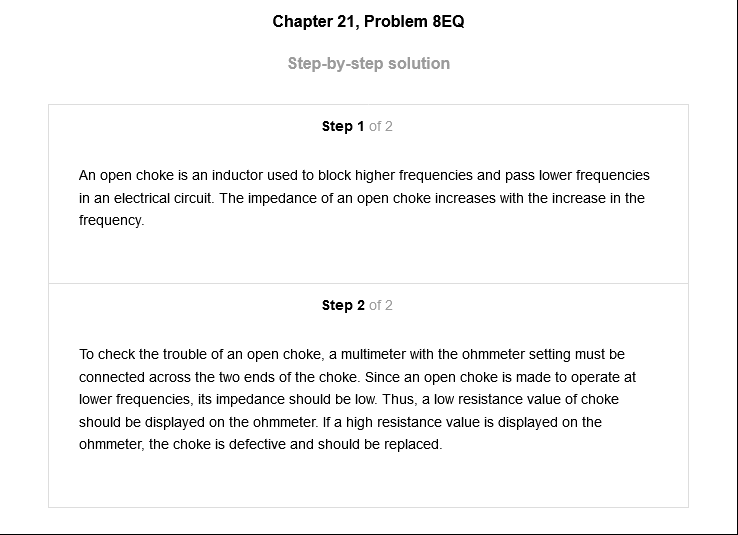 Chapter 21, Problem 8EQ
Step-by-step solution
Step 1 of 2
An open choke is an inductor used to block higher frequencies and pass lower frequencies
in an electrical circuit. The impedance of an open choke increases with the increase in the
frequency.
Step 2 of 2
To check the trouble of an open choke, a multimeter with the ohmmeter setting must be
connected across the two ends of the choke. Since an open choke is made to operate at
lower frequencies, its impedance should be low. Thus, a low resistance value of choke
should be displayed on the ohmmeter. If a high resistance value is displayed on the
ohmmeter, the choke is defective and should be replaced.